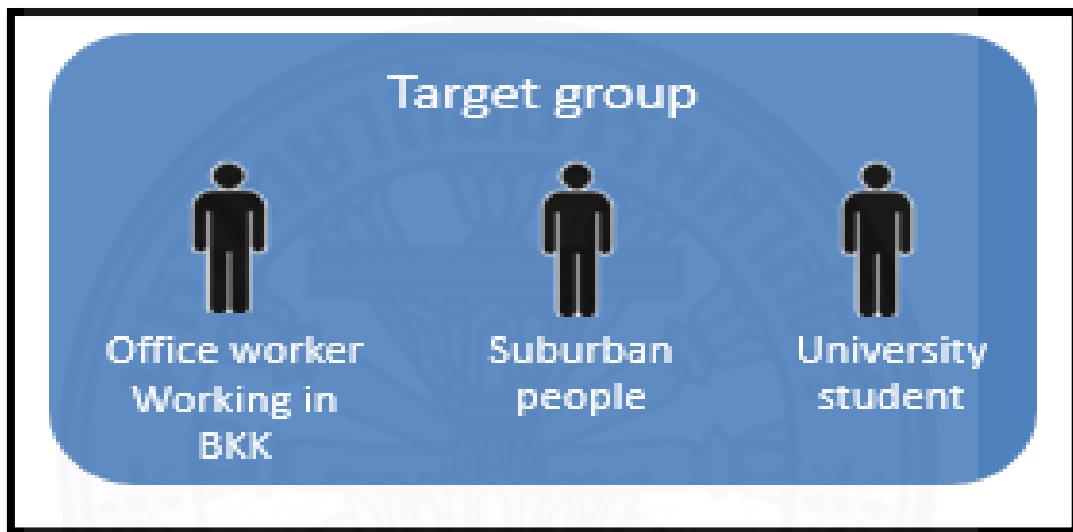 Target group
Office worker
Working in
BKK
Suburban
people
University
student